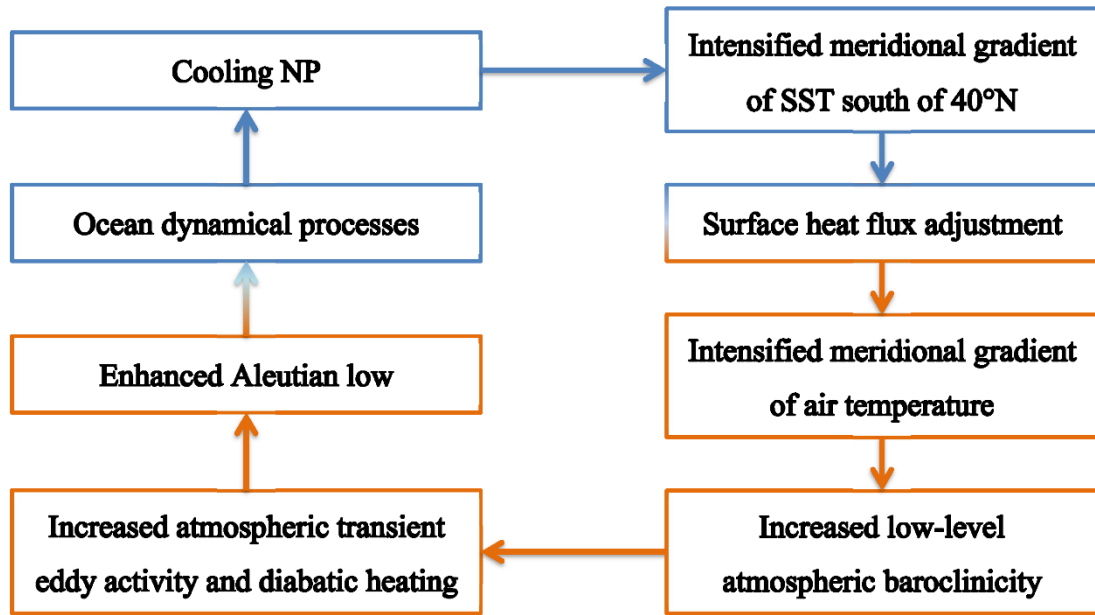 Cooling NP
Intensified meridional gradient
of SST south of 40°N
Ocean dynamical processes
Surface heat flux adjustment
Enhanced Aleutian low
Intensified meridional gradient
of air temperature
Increased atmospheric transient
eddy activity and diabatic heating
Increased low-level
atmospheric baroclinicity